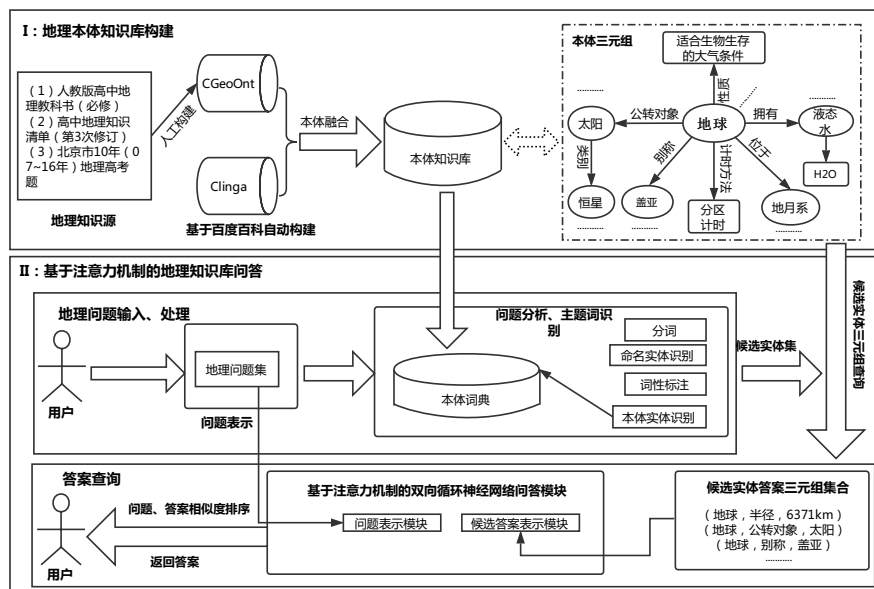 I：地理本体知识库构建
（1）人教版高中地
理教科书（必修）
（2）高中地理知识
清单（第3次修订）
（3）北京市10年（0
7~16年）地理高考
题
地理知识源
人工构建
CGeoOnt
Clinga
基于百度百科自动构建
本体融合
本体知识库
本体三元组
适合生物生存
的大气条件
............
性质
............
太阳
公转对象
地球
拥有
液态
水
类别
别称
计时方法
位于
H2O
恒星
............
盖亚
............
分区
计时
地月系
............
II：基于注意力机制的地理知识库问答
地理问题输入、处理
用户
地理问题集
问题表示
问题分析、主题词识
别
本体词典
分词
命名实体识别
词性标注
本体实体识别
候选实体集
候选实体三元组查询
答案查询
用户
问题、答案相似度排序
返回答案
基于注意力机制的双向循环神经网络问答模块
问题表示模块
候选答案表示模块
候选实体答案三元组集合
（地球，半径，6371km）
（地球，公转对象，太阳）
（地球，别称，盖亚）
............